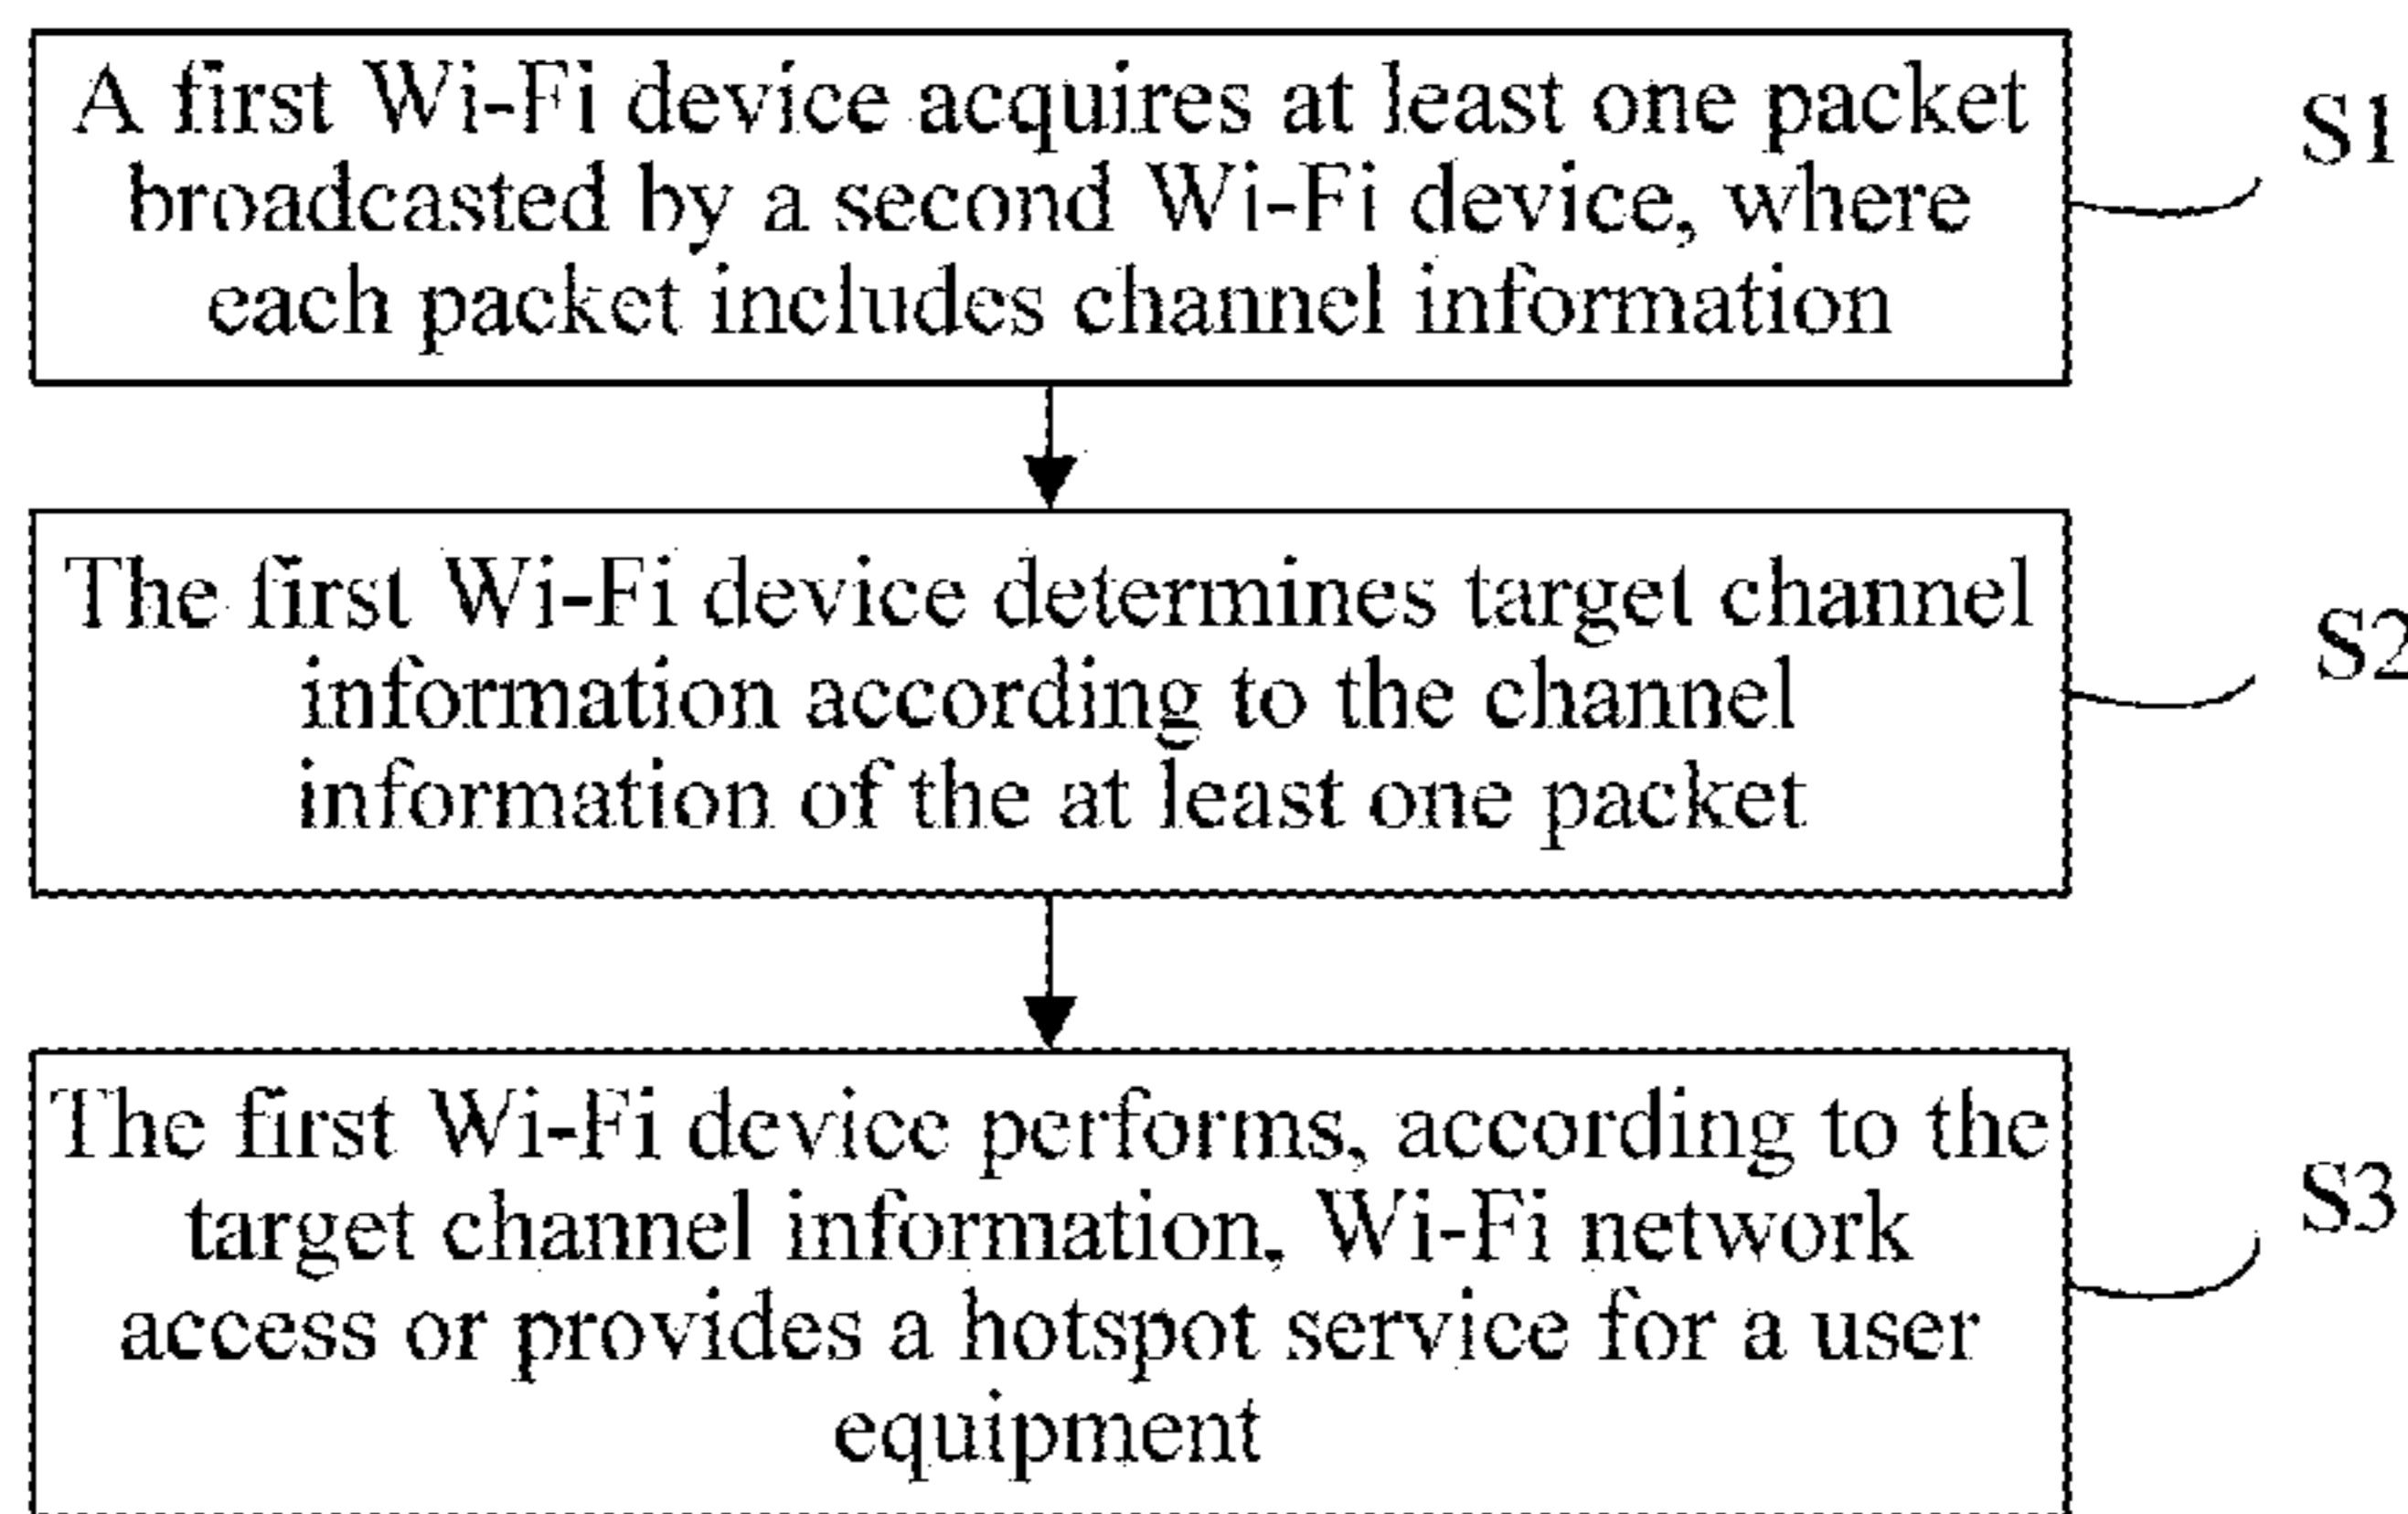 A first Wi-Fi device acquires at least one packet
broadcasted by a second Wi-Fi device, where
each packet includes channel information
S1
The first Wi-Fi device determines target channel
information according to the channel
information of the at least one packet
S2
The first Wi-Fi device performs, according to the
target channel information, Wi-Fi network
access or provides a hotspot service for a user
equipment
S3